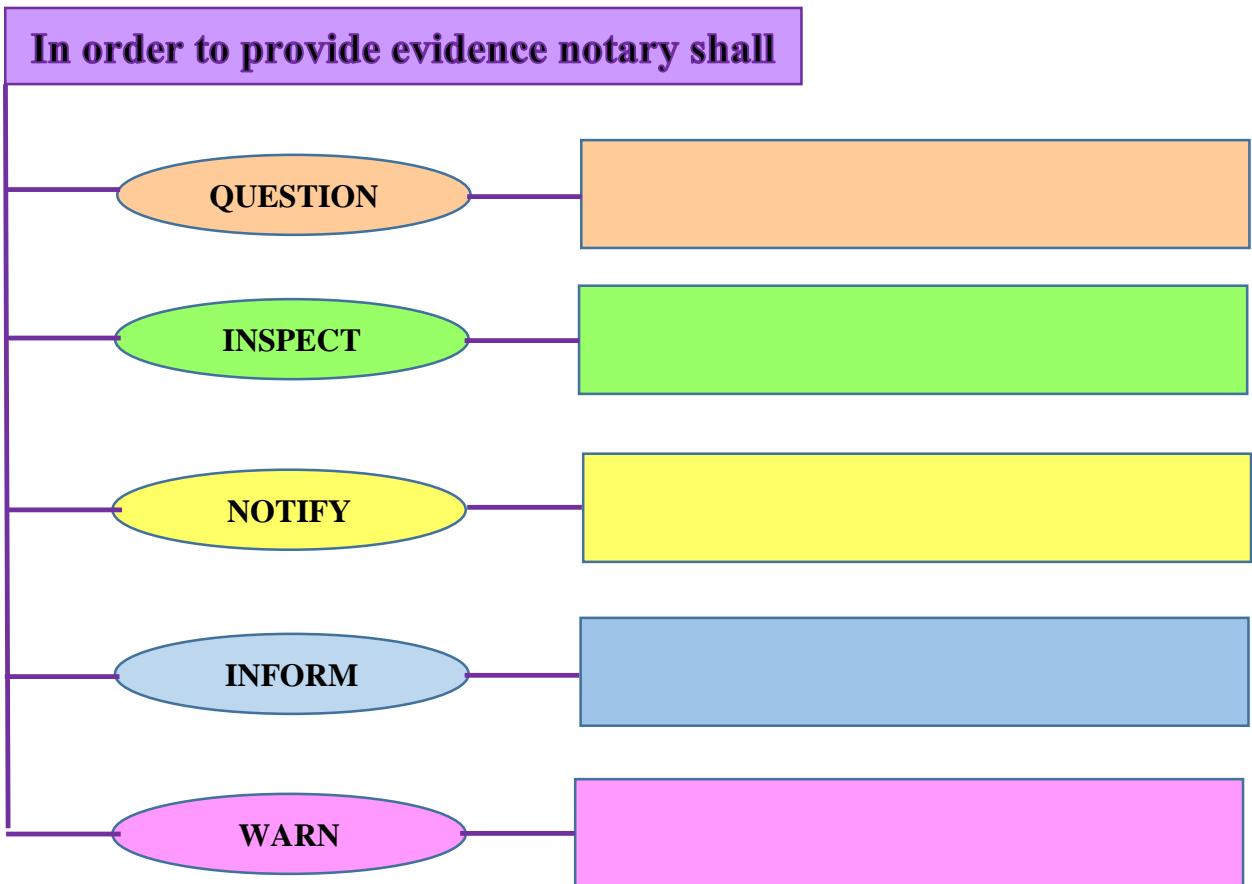 In order to provide evidence notary shall
QUESTION
INSPECT
NOTIFY
INFORM
WARN